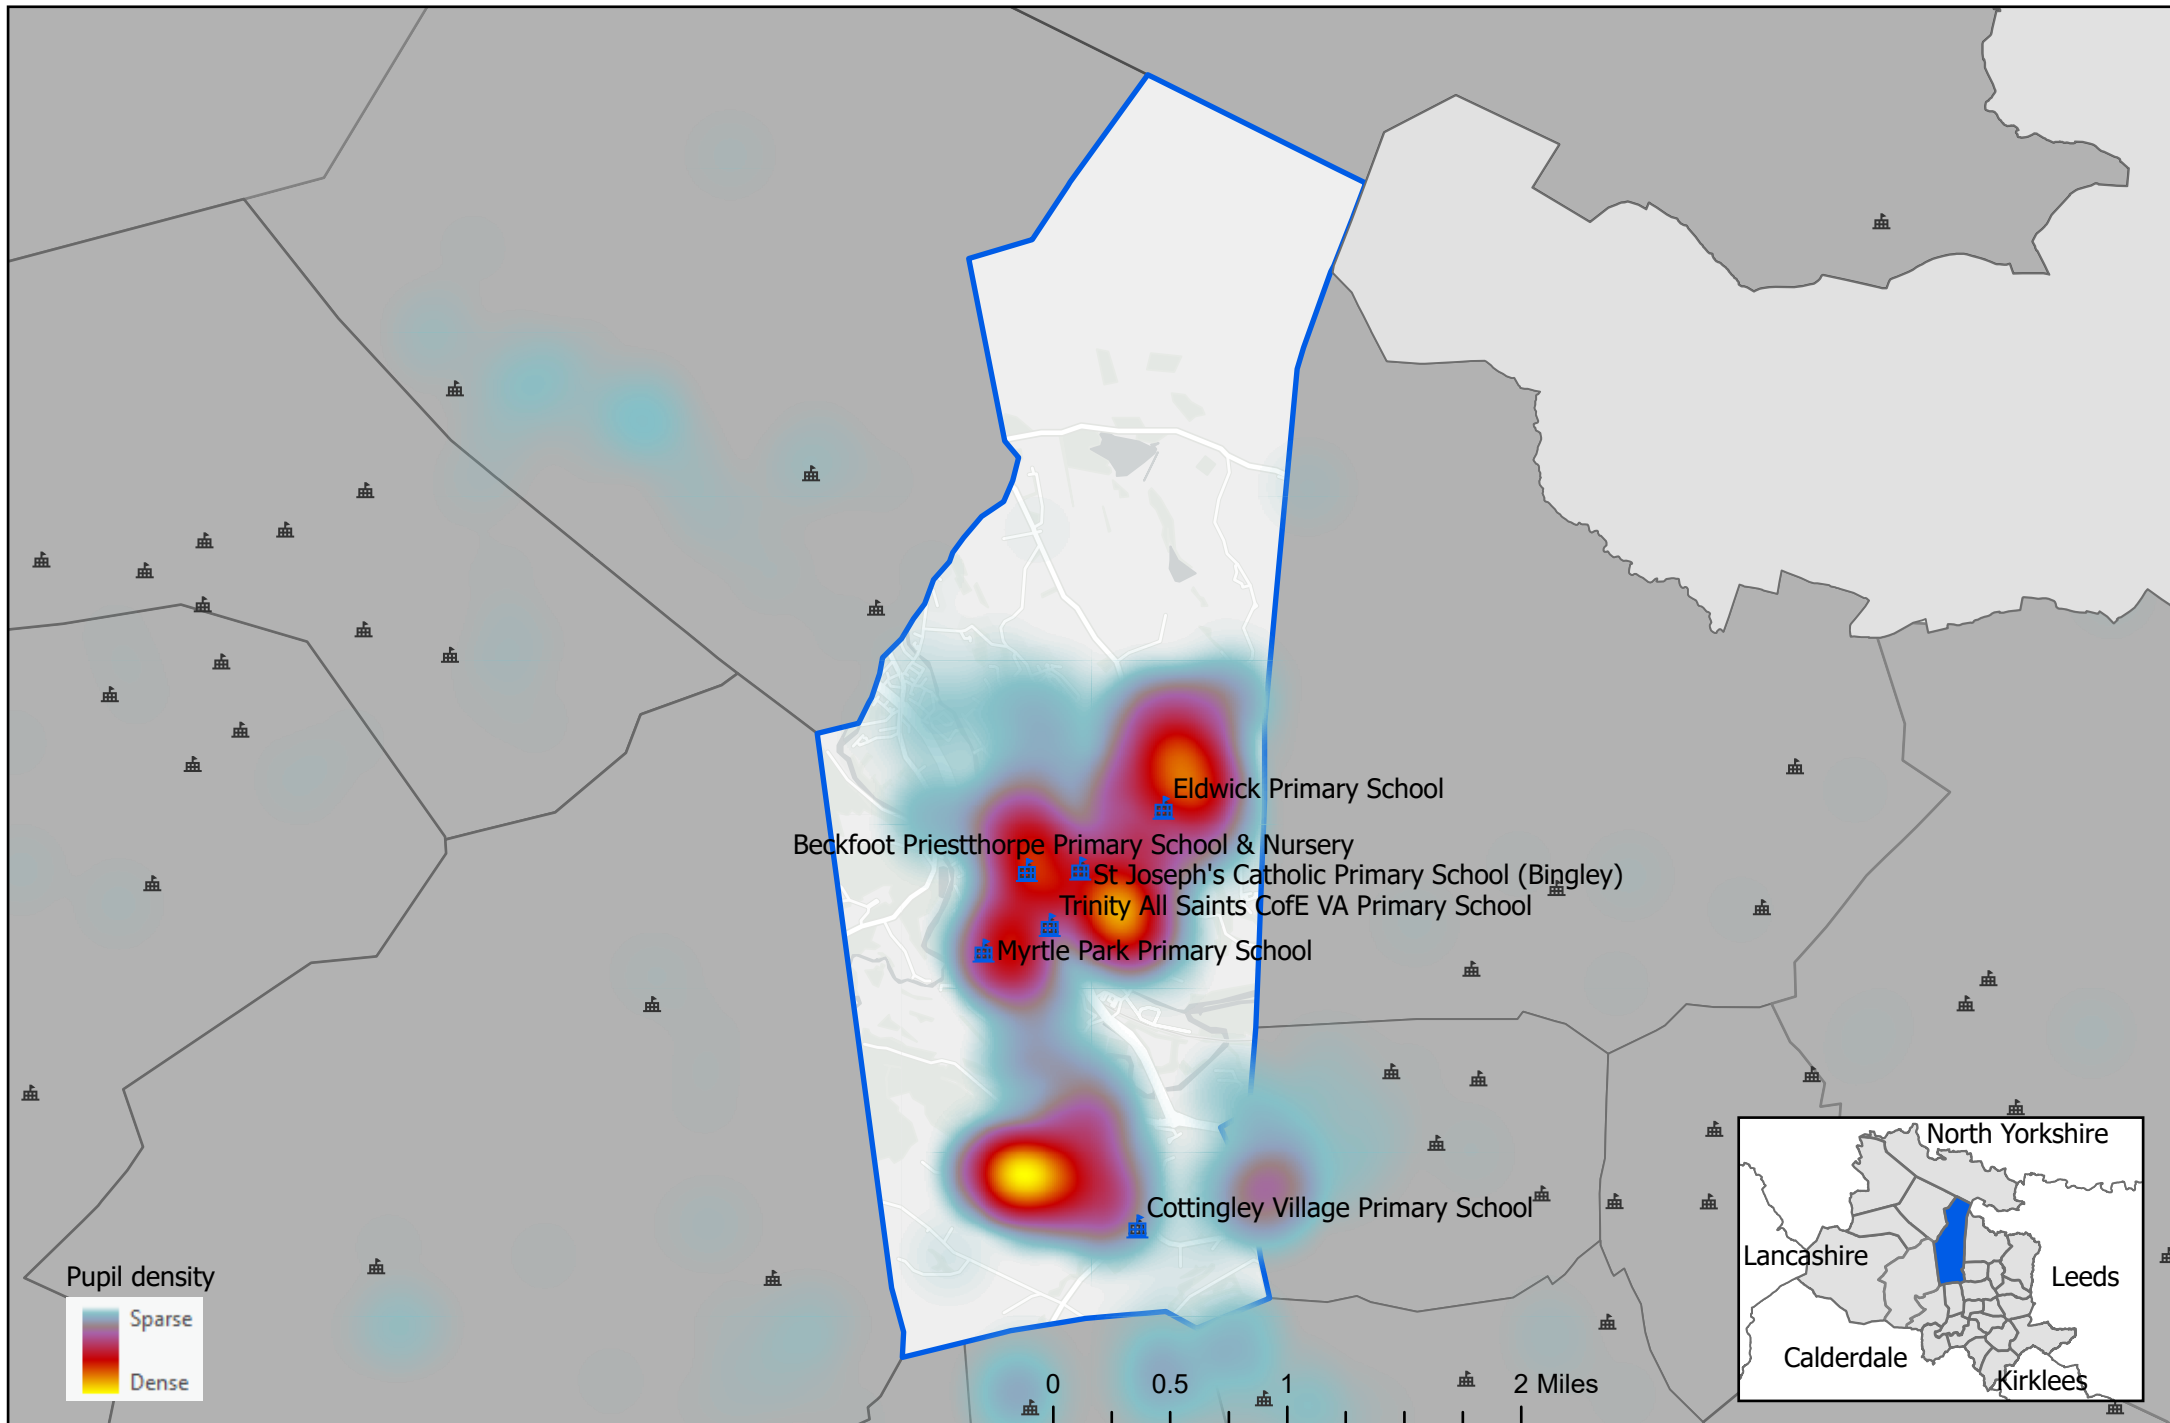 Eldwick Primary School
Beckfoot Priestthorpe Primary School & Nursery
St Joseph's Catholic Primary School (Bingley)
Trinity All Saints CofE VA Primary School
Myrtle Park Primary School
Cottingley Village Primary School
Pupil density
Sparse
Dense
0 0.5 1 2 Miles
North Yorkshire
Lancashire
Leeds
Calderdale
Kirklees